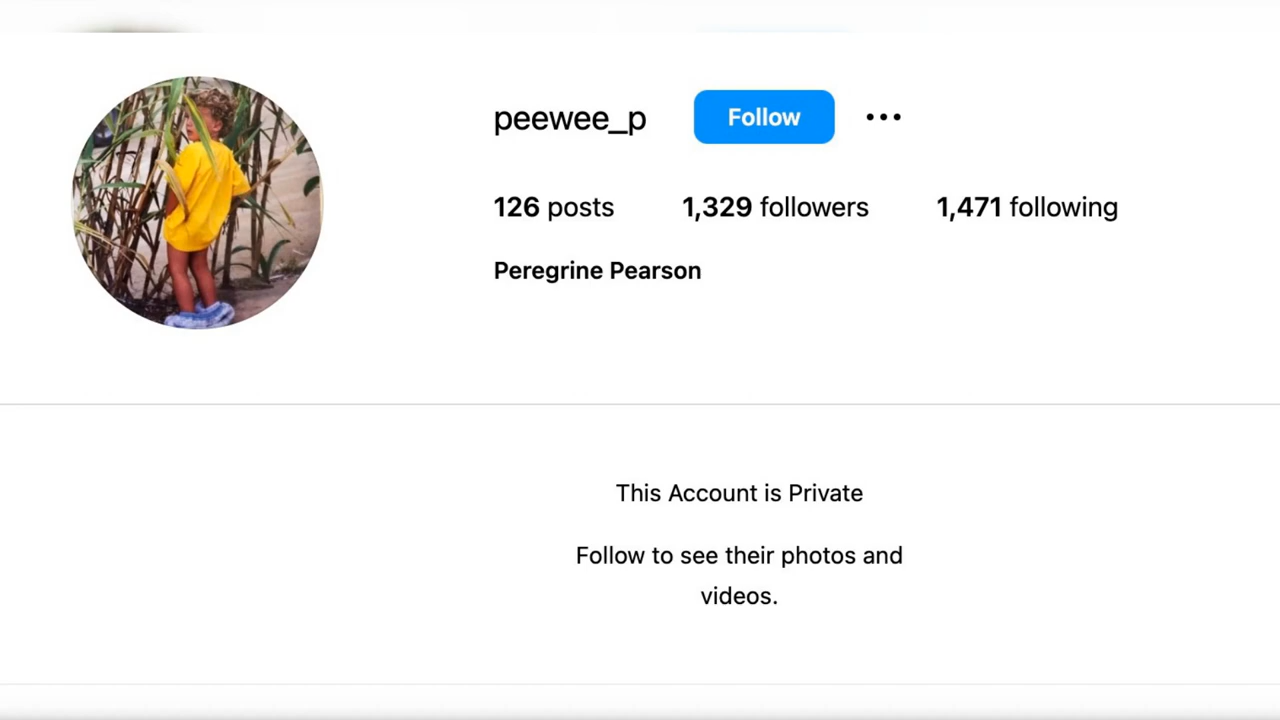 peewee_p Follow
126 posts 1,329 followers 1,471 following
Peregrine Pearson
This Account is Private
Follow to see their photos and
videos.